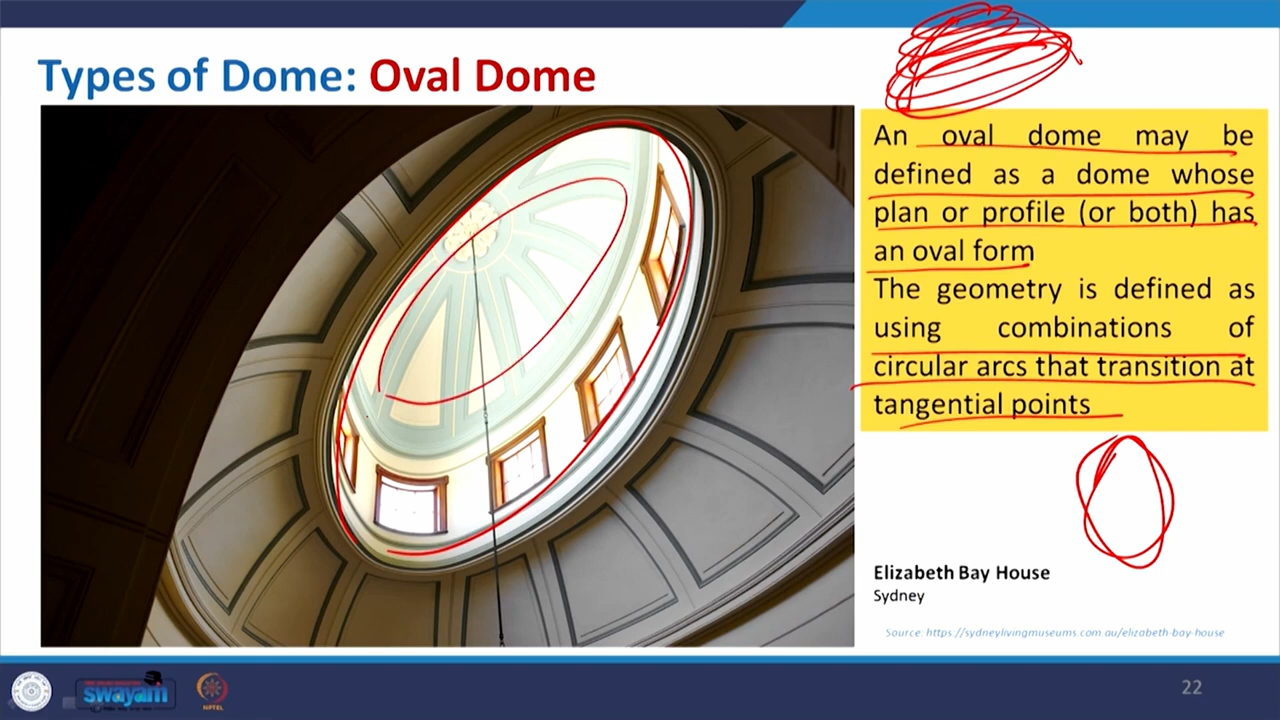 Types of Dome: Oval Dome
An oval dome may be
defined as a dome whose
plan or profile (or both) has
an oval form
The geometry is defined as
using combinations of
circular arcs that transition at
tangential points
Elizabeth Bay House
Sydney
Source: https://sydneylivingmuseums.com.au/elizabeth-bay-house
swayam
NPTEL
22